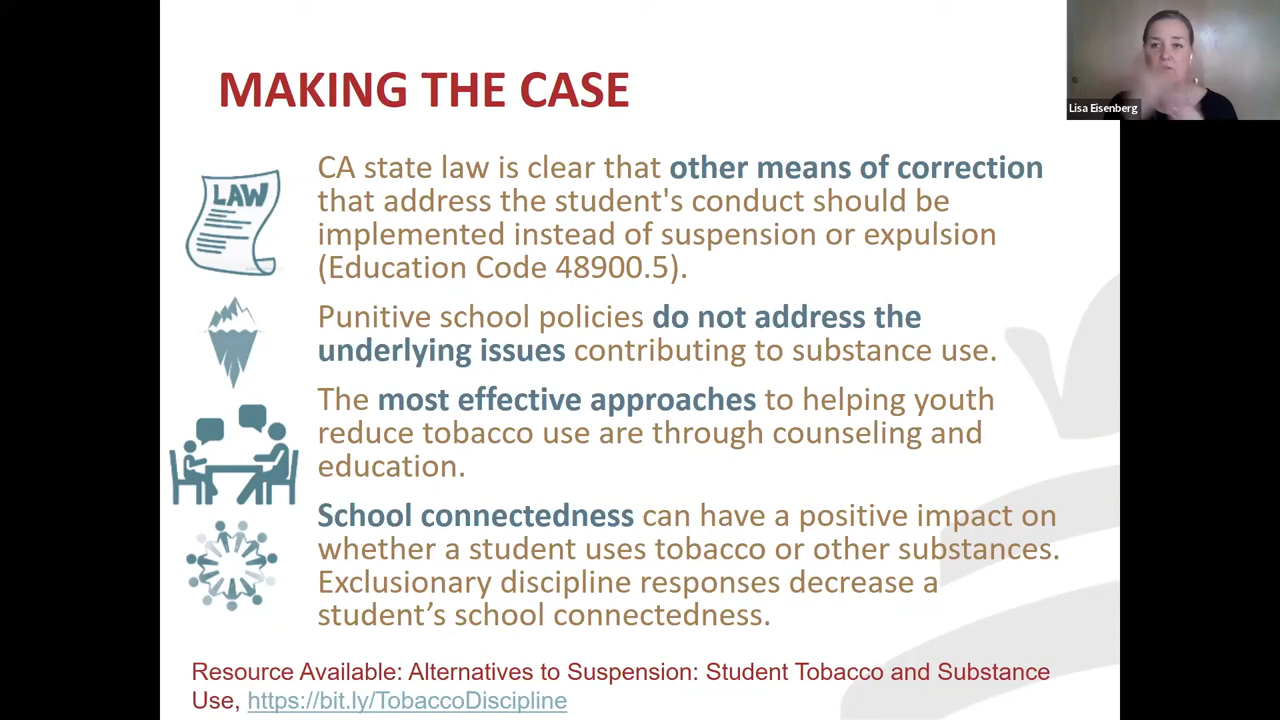 MAKING THE CASE
Lisa Eisenberg
LAW
CA state law is clear that other means of correction
that address the student's conduct should be
implemented instead of suspension or expulsion
(Education Code 48900.5).
Punitive school policies do not address the
underlying issues contributing to substance use.
The most effective approaches to helping youth
reduce tobacco use are through counseling and
education.
School connectedness can have a positive impact on
whether a student uses tobacco or other substances.
Exclusionary discipline responses decrease a
student’s school connectedness.
Resource Available: Alternatives to Suspension: Student Tobacco and Substance
Use, https://bit.ly/TobaccoDiscipline